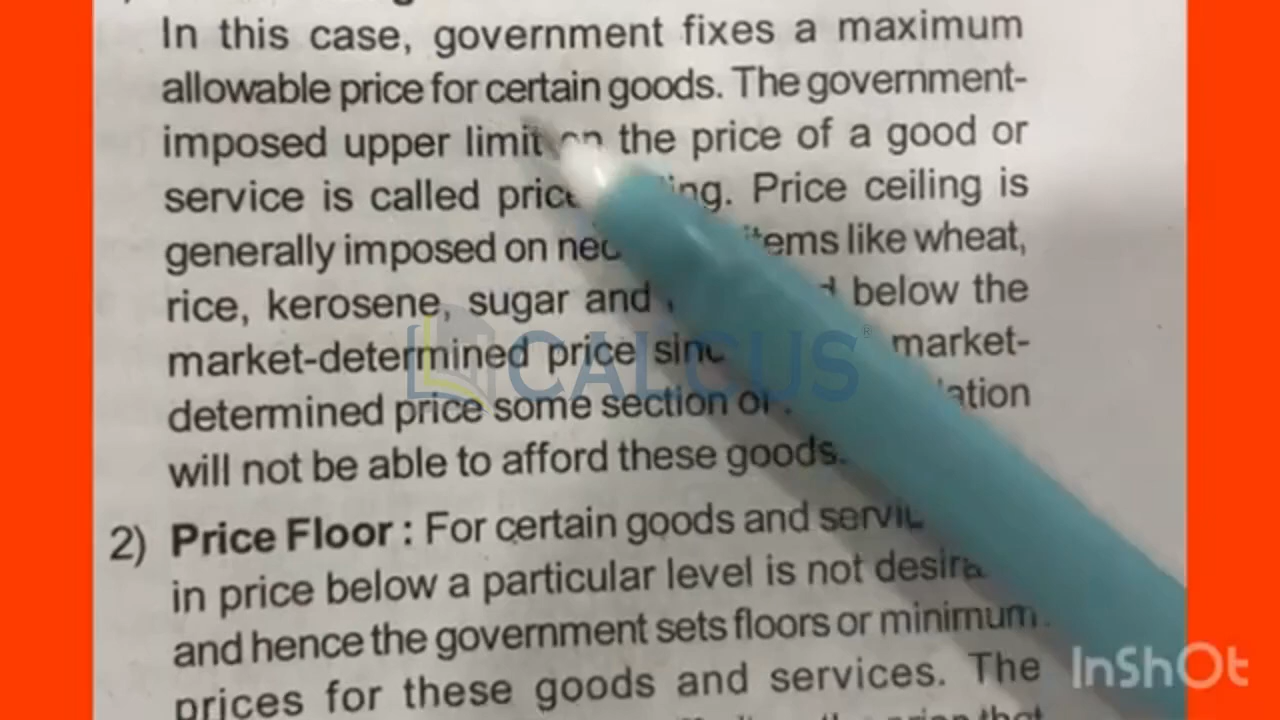 In this case, government fixes a maximum
allowable price for certain goods. The government-
imposed upper limit on the price of a good or
service is called price Price ceiling is
generally imposed on items like wheat,
rice, kerosene, sugar and below the
market-determined price market-
determined price some section of
will not be able to afford these goods.
2) Price Floor : For certain goods and
in price below a particular level is not
and hence the government sets floors or minimum
prices for these goods and services. The
CALCUS
InShOt